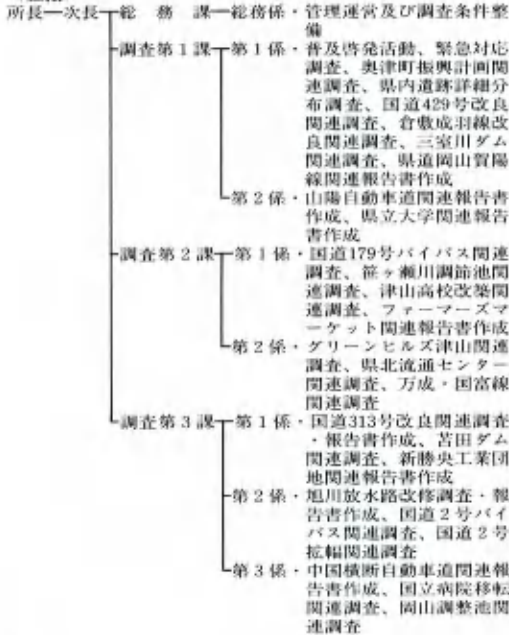 所長―次長┬総務課―総務係・管理運営及び調査条件整
備
├調査第1課┬第1係・普及啓発活動、緊急対応
調査、奥津町振興計画関
連調査、県内遺跡詳細分
布調査、国道429号改良
関連調査、倉敷成羽線改
良関連調査、三室川ダム
関連調査、県道岡山賀陽
線関連報告書作成
└第2係・山陽自動車道関連報告書
作成、県立大学関連報告
書作成
├調査第2課┬第1係・国道179号バイパス関連
調査、笹ヶ瀬川調節池関
連調査、津山高校改築関
連調査、ファーマーズマ
ーケット関連報告書作成
└第2係・グリーンヒルズ津山関連
調査、県北流通センター
関連調査、万成・国富線
関連調査
└調査第3課┬第1係・国道313号改良関連調査
・報告書作成、苫田ダム
関連調査、新勝央工業団
地関連報告書作成
├第2係・旭川放水路改修調査・報
告書作成、国道2号バイ
パス関連調査、国道2号
拡幅関連調査
└第3係・中国横断自動車道関連報
告書作成、国立病院移転
関連調査、岡山調整池関
連調査